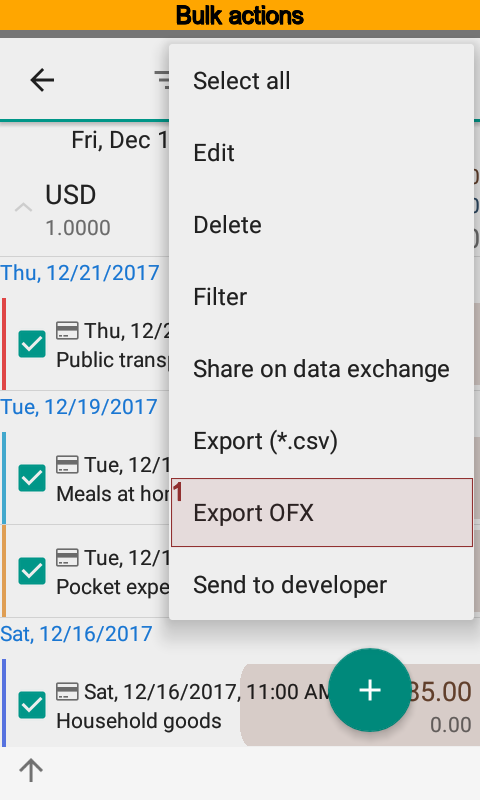 Bulk actions
Select all
Edit
Delete
Filter
Share on data exchange
Export (*.csv)
1
Export OFX
Send to developer
Fri, Dec 1
USD
1.0000
Thu, 12/21/2017
Thu, 12/2
Public trans
Tue, 12/19/2017
Tue, 12/1
Meals at
Tue, 12/1
Pocket expe
Sat, 12/16/2017
Sat, 12/16/2017, 11:00 AM
35.00
Household goods
0.00